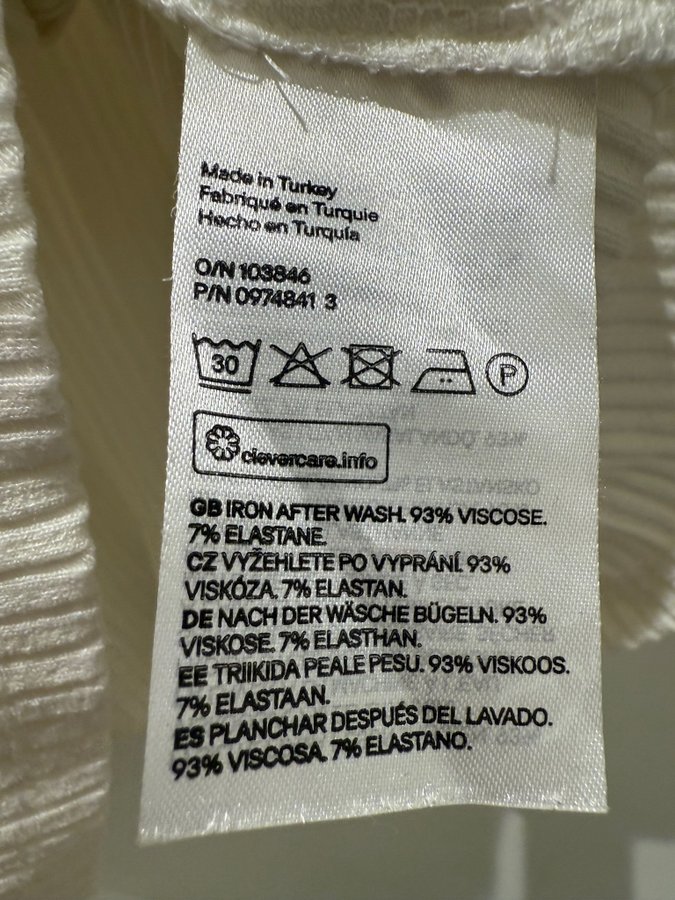 Made in Turkey
Fabriqué en Turquie
Hecho en Turquía
O/N 103846
P/N 0974841 3
30
P
clevercare.info
GB IRON AFTER WASH. 93% VISCOSE.
7% ELASTANE.
CZ VYŽEHLETE PO VYPRÁNÍ. 93%
VISKÓZA. 7% ELASTAN.
DE NACH DER WÄSCHE BÜGELN. 93%
VISKOSE. 7% ELASTHAN.
EE TRIIKIDA PEALE PESU. 93% VISKOOS.
7% ELASTAAN.
ES PLANCHAR DESPUÉS DEL LAVADO.
93% VISCOSA. 7% ELASTANO.